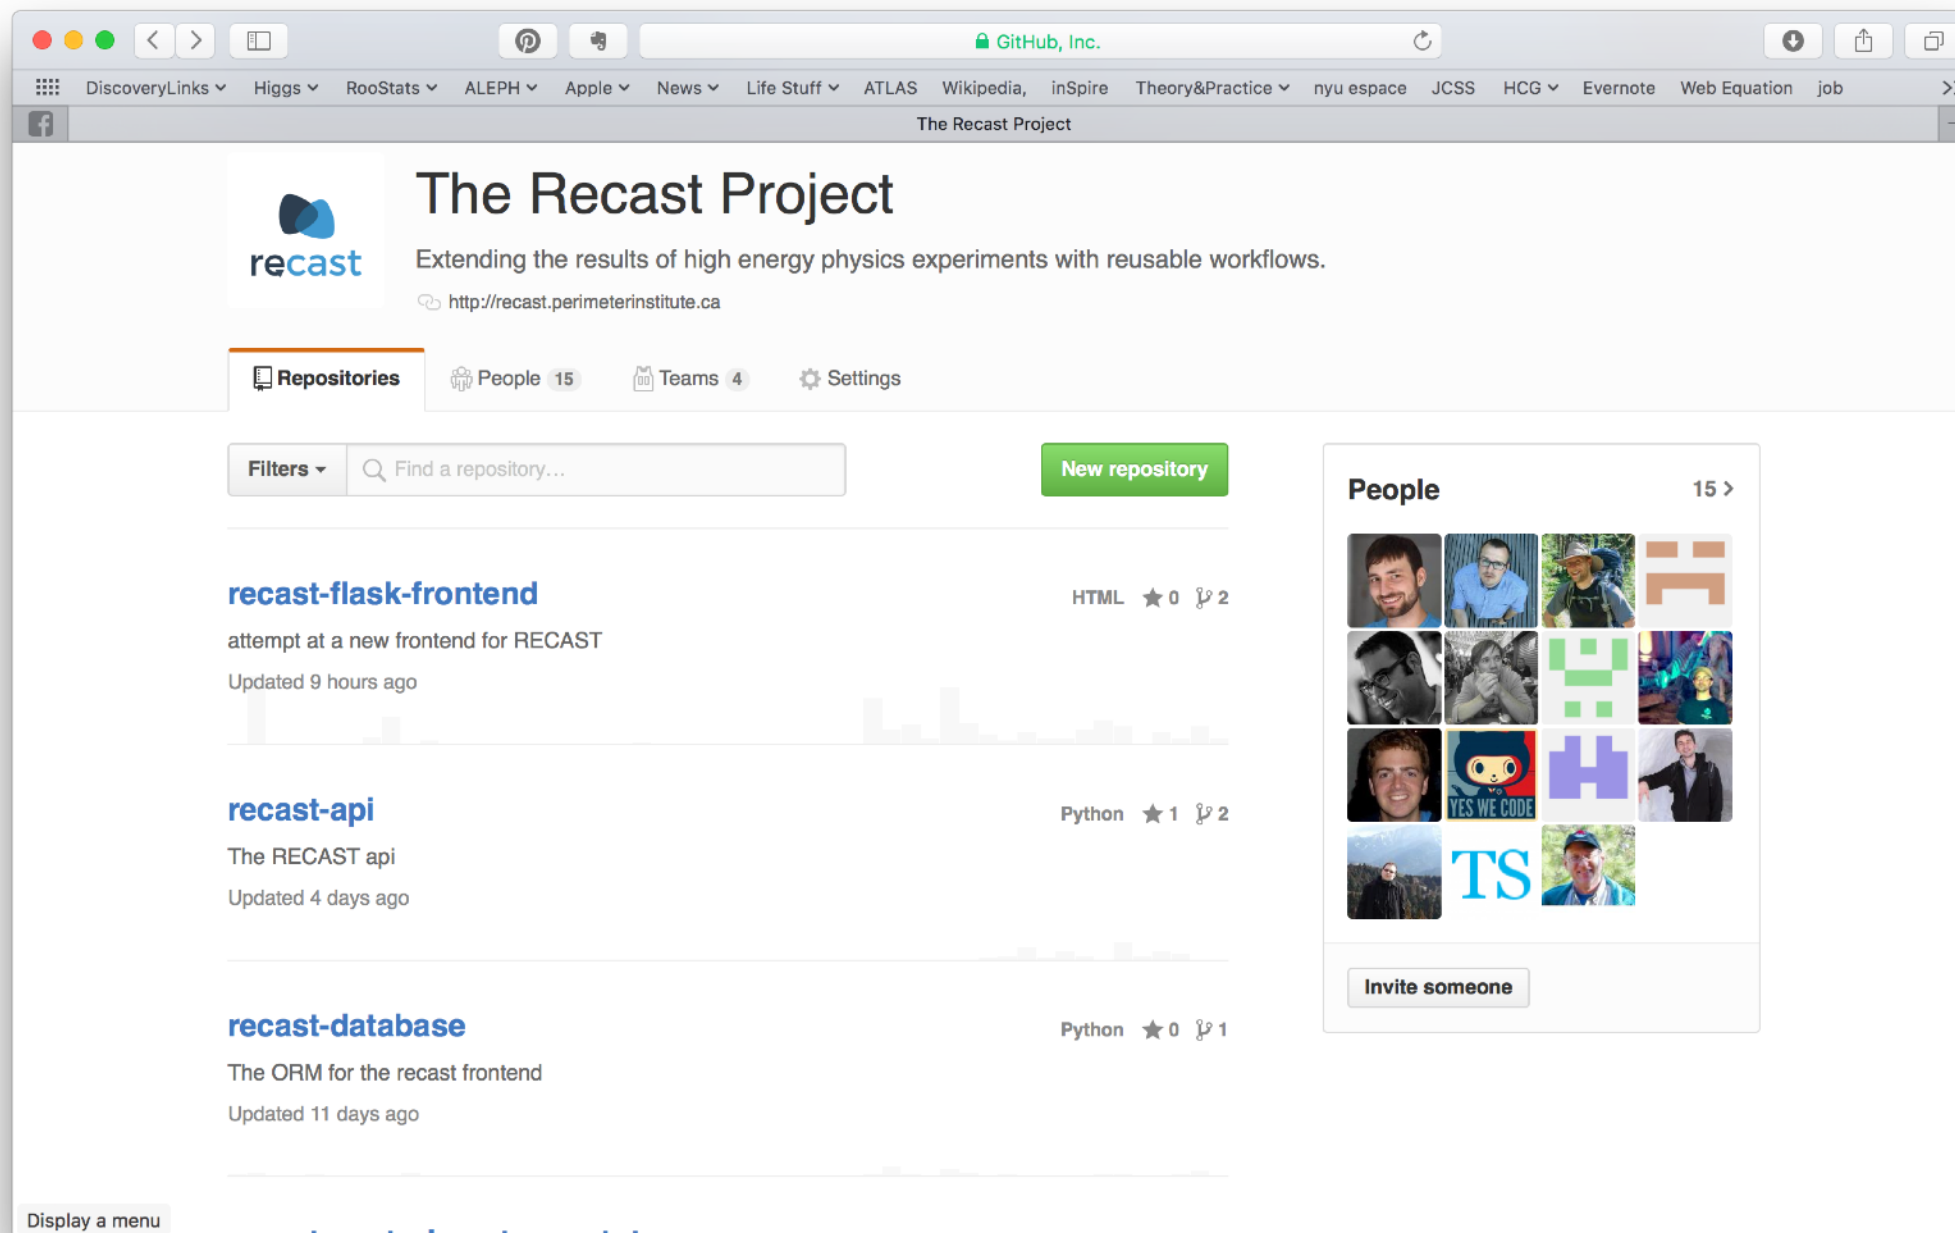 GitHub, Inc.
DiscoveryLinks Higgs RooStats ALEPH Apple News Life Stuff ATLAS Wikipedia, inSpire Theory&Practice nyu espace JCSS HCG Evernote Web Equation job
The Recast Project
recast
The Recast Project
Extending the results of high energy physics experiments with reusable workflows.
http://recast.perimeterinstitute.ca
Repositories People 15 Teams 4 Settings
Filters Find a repository... New repository
People 15
recast-flask-frontend HTML 0 2
attempt at a new frontend for RECAST
Updated 9 hours ago
recast-api Python 1 2
The RECAST api
Updated 4 days ago
YES WE CODE
TS
Invite someone
recast-database Python 0 1
The ORM for the recast frontend
Updated 11 days ago
Display a menu